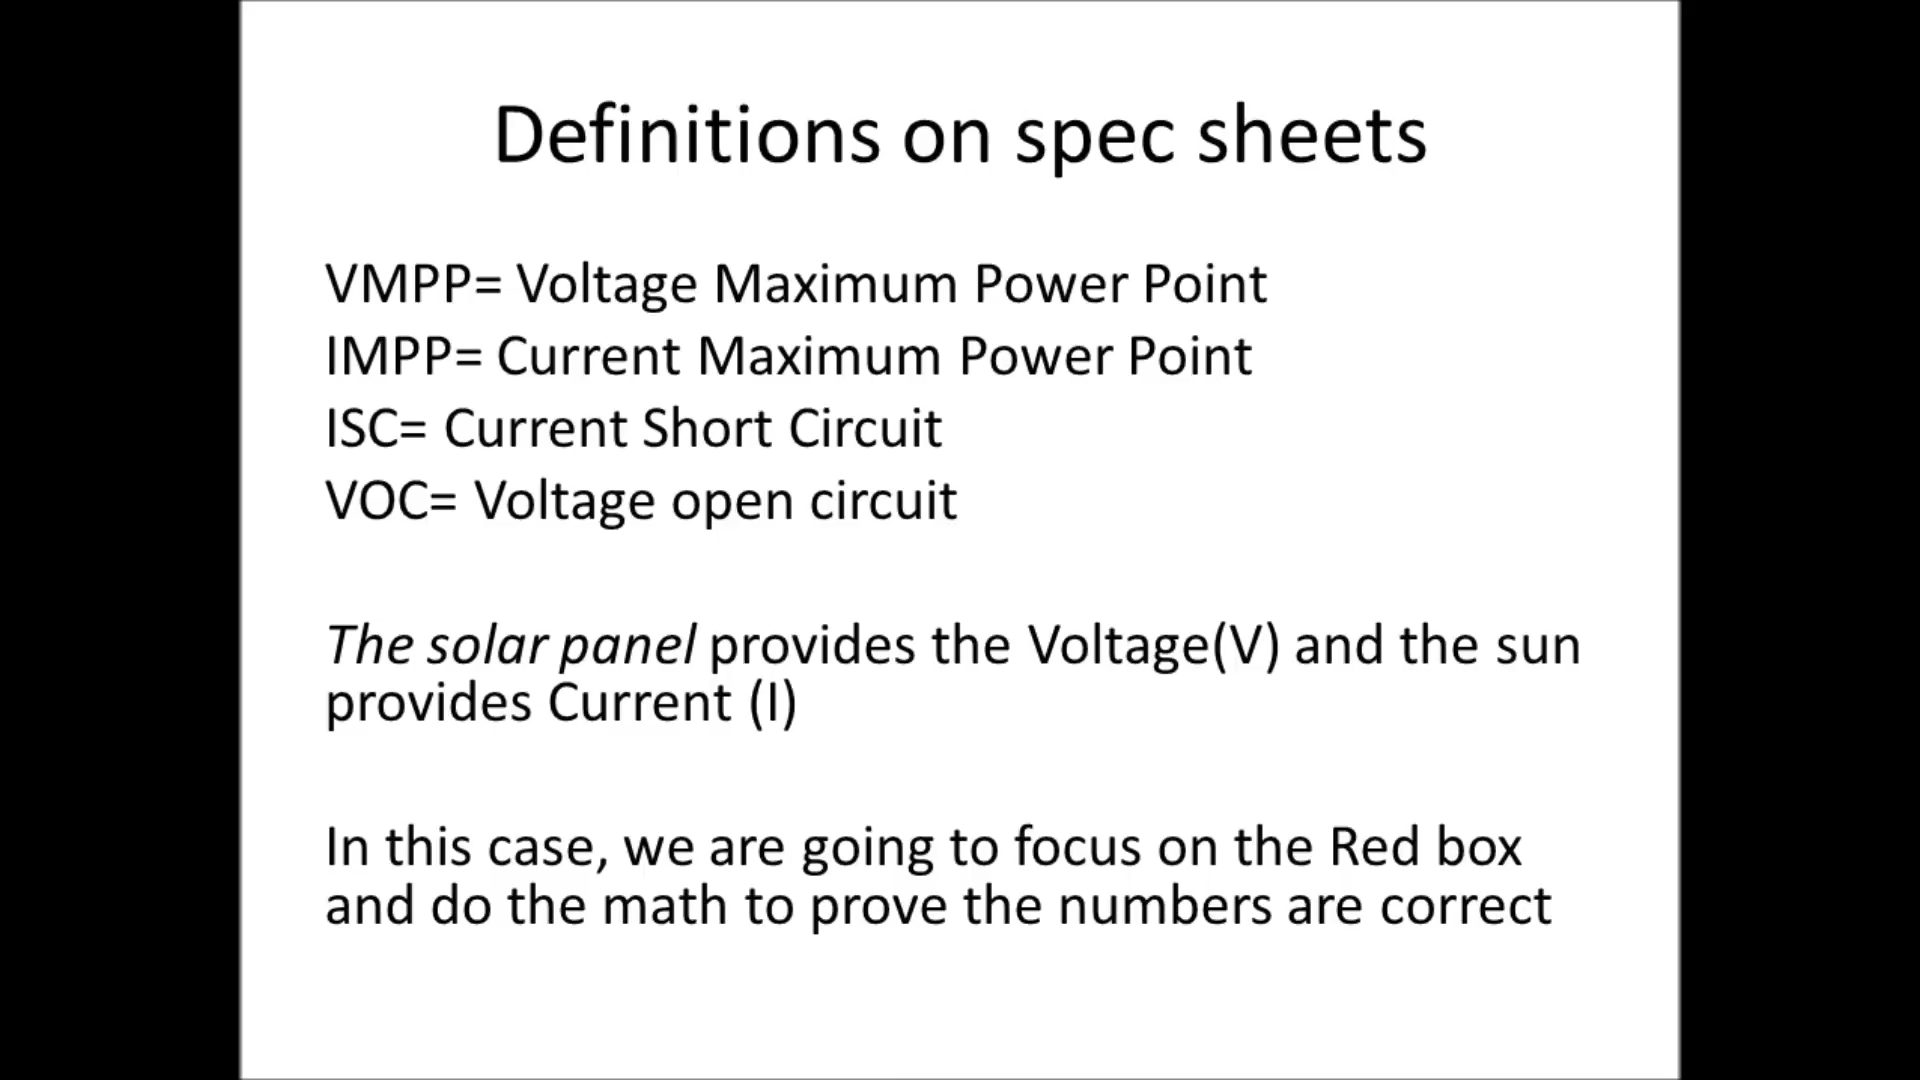 Definitions on spec sheets
VMPP= Voltage Maximum Power Point
IMPP= Current Maximum Power Point
ISC= Current Short Circuit
VOC= Voltage open circuit
The solar panel provides the Voltage(V) and the sun
provides Current (I)
In this case, we are going to focus on the Red box
and do the math to prove the numbers are correct